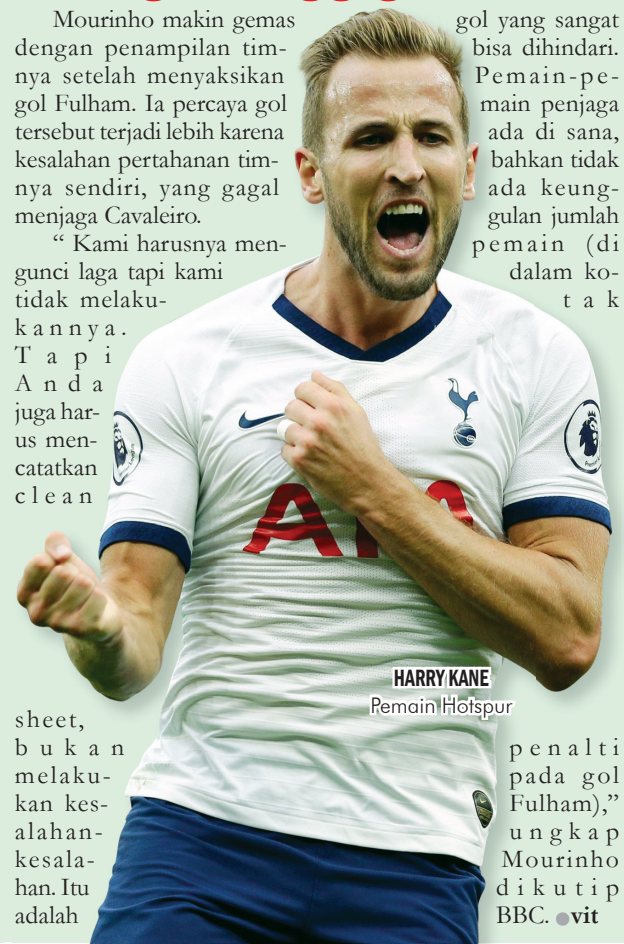 Mourinho makin gemas
dengan penampilan tim-
nya setelah menyaksikan
gol Fulham. Ia percaya gol
tersebut terjadi lebih karena
kesalahan pertahanan tim-
nya sendiri, yang gagal
menjaga Cavaleiro.
“ Kami harusnya men-
gunci laga tapi kami
tidak melaku-
kannya.
Tapi
Anda
juga har-
us men-
catatkan
clean
sheet,
bukan
melaku-
kan kes-
alahan-
kesala-
han. Itu
adalah
gol yang sangat
bisa dihindari.
Pemain-pe-
main penjaga
ada di sana,
bahkan tidak
ada keung-
gulan jumlah
pemain (di
dalam ko-
tak
penalti
pada gol
Fulham),”
ungkap
Mourinho
dikutip
BBC. ●vit
HARRY KANE
Pemain Hotspur